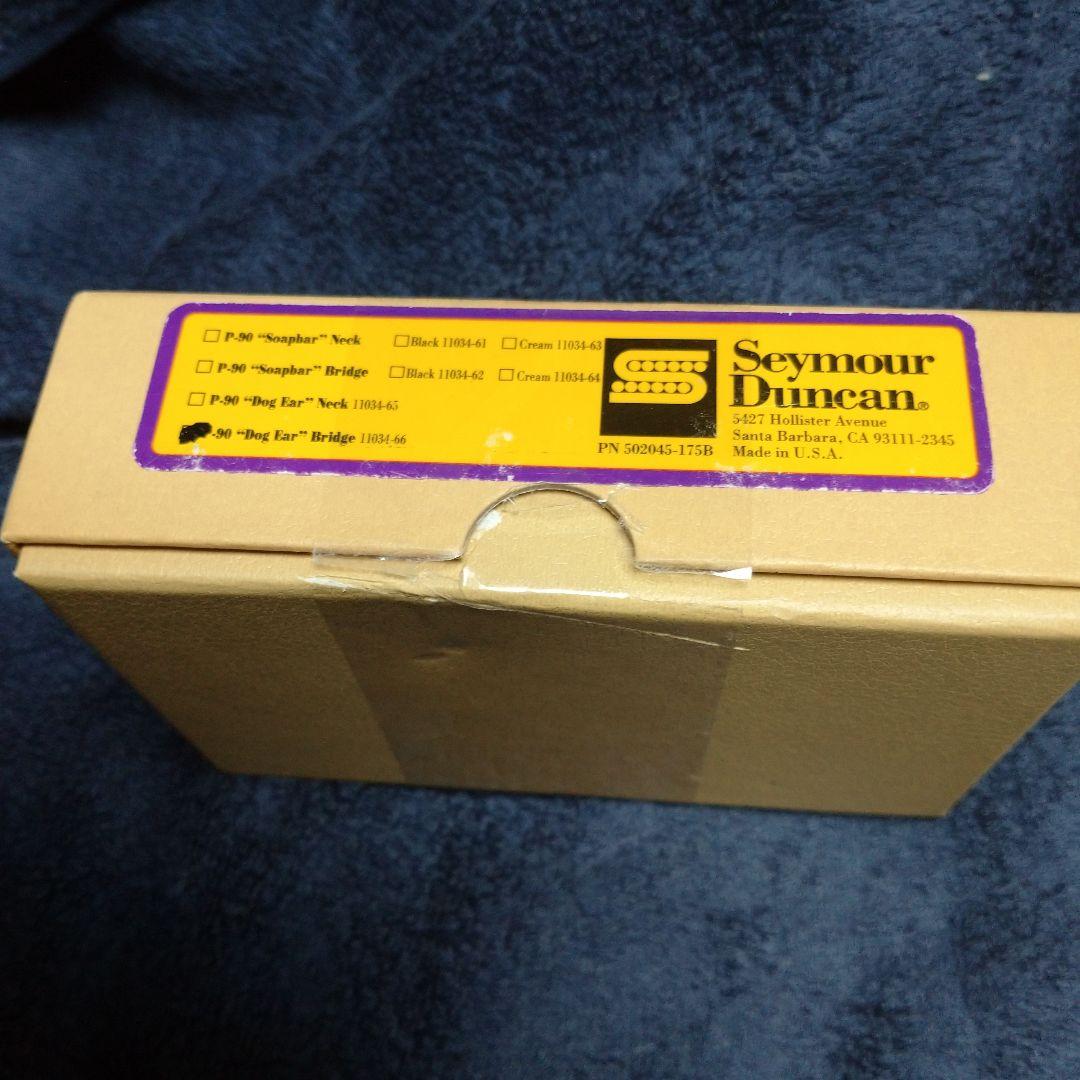 P-90 “Soapbar” Neck Black 11034-61 Cream 11034-63
P-90 “Soapbar” Bridge Black 11034-62 Cream 11034-64
P-90 “Dog Ear” Neck 11034-65
-90 “Dog Ear” Bridge 11034-66
PN 502045-175B
Seymour
Duncan®
5427 Hollister Avenue
Santa Barbara, CA 93111-2345
Made in U.S.A.